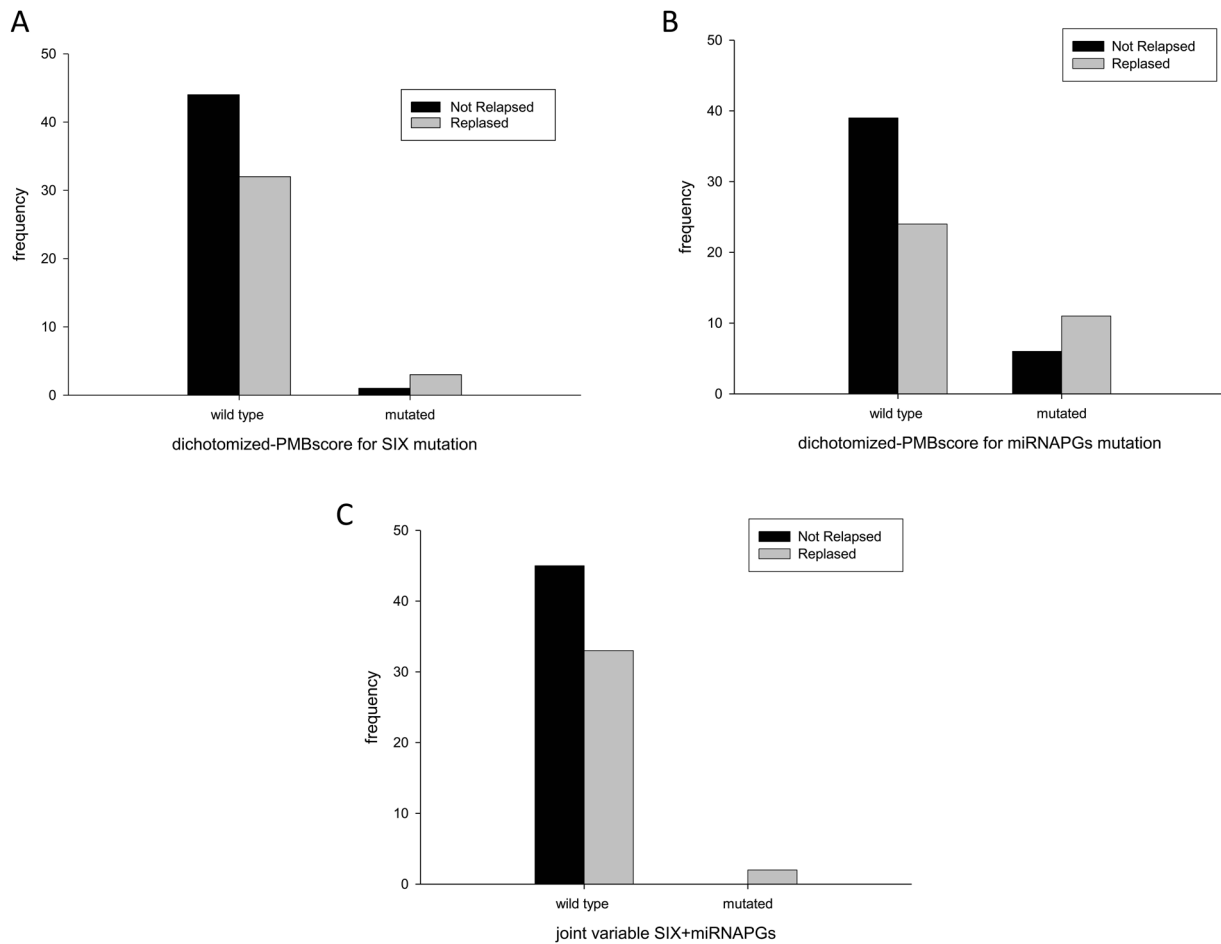 A
50
40
30
20
10
0
frequency
Not Relapsed
Replased
wild type
mutated
dichotomized-PMBscore for SIX mutation
B
50
40
30
20
10
0
frequency
Not Relapsed
Replased
wild type
mutated
dichotomized-PMBscore for miRNAPGs mutation
C
50
40
30
20
10
0
frequency
Not Relapsed
Replased
wild type
mutated
joint variable SIX+miRNAPGs